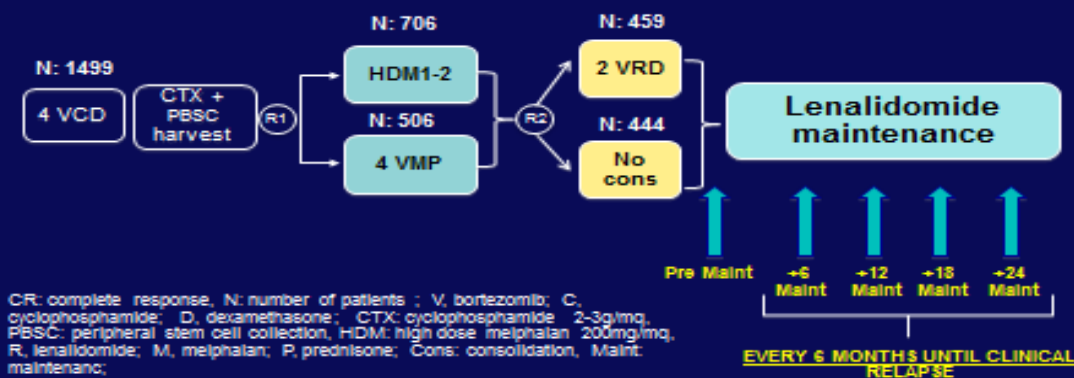 N: 1499
4 VCD
CTX +
PBSC
harvest
R1
N: 706
HDM1-2
N: 506
4 VMP
R2
N: 459
2 VRD
N: 444
No
cons
Lenalidomide
maintenance
Pre Maint
+6
Maint
+12
Maint
+18
Maint
+24
Maint
CR: complete response, N: number of patients ; V, bortezomib; C,
cyclophosphamide; D, dexamethasone; CTX: cyclophosphamide 2-3g/mq,
PBSC: peripheral stem cell collection, HDM: high dose melphalan 200mg/mq,
R, lenalidomide; M, melphalan; P, prednisone; Cons: consolidation, Maint:
maintenanc;
EVERY 6 MONTHS UNTIL CLINICAL
RELAPSE